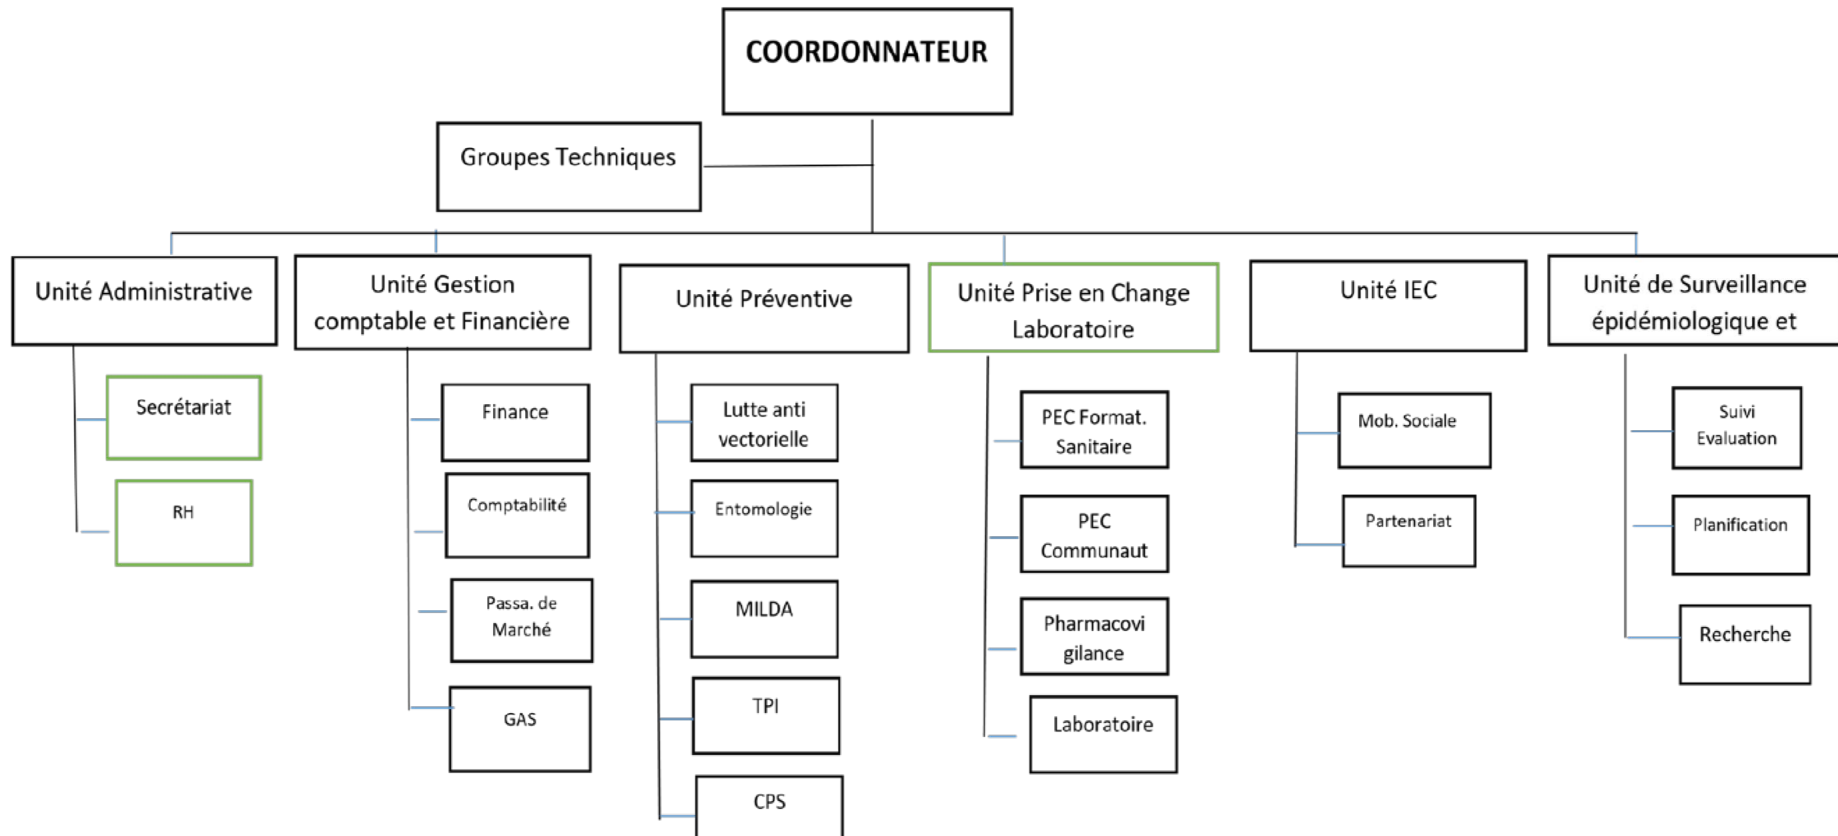 COORDONNATEUR
Groupes Techniques
Unité Administrative
Unité Gestion
comptable et Financière
Unité Préventive
Unité Prise en Change
Laboratoire
Unité IEC
Unité de Surveillance
épidémiologique et
Secrétariat
RH
Finance
Comptabilité
Passa. de
Marché
GAS
Lutte anti
vectorielle
Entomologie
MILDA
TPI
CPS
PEC Format.
Sanitaire
PEC
Communaut
Pharmacovi
gilance
Laboratoire
Mob. Sociale
Partenariat
Suivi
Evaluation
Planification
Recherche